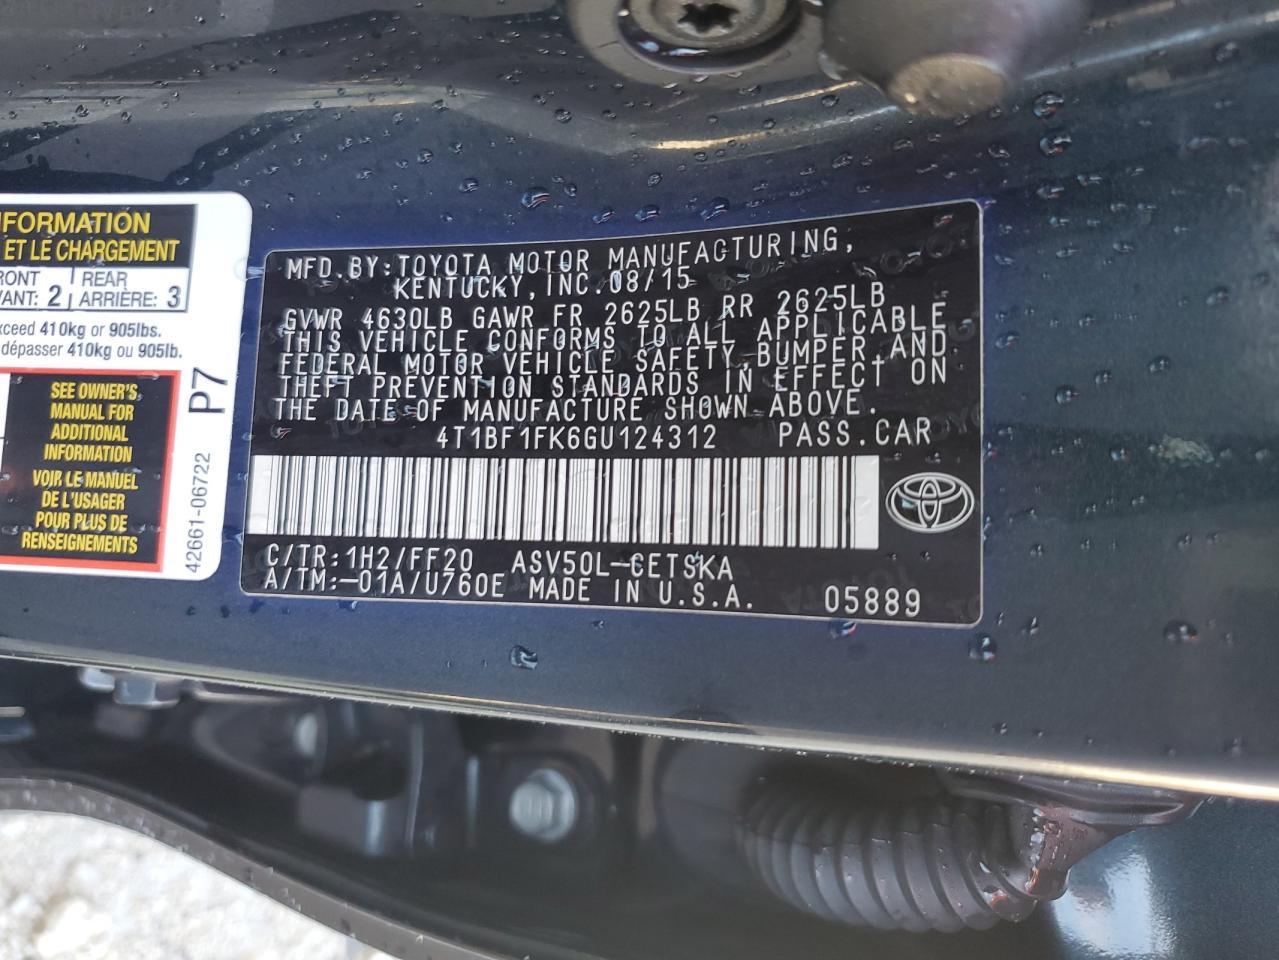 NFORMATION
ET LE CHARGEMENT
RONT | REAR
VANT: 2 | ARRIÈRE: 3
xceed 410kg or 905lbs.
dépasser 410kg ou 905lb.
SEE OWNER'S
MANUAL FOR
ADDITIONAL
INFORMATION
VOIR LE MANUEL
DE L'USAGER
POUR PLUS DE
RENSEIGNEMENTS
P7
42661-06722
MFD.BY:TOYOTA MOTOR MANUFACTURING,
KENTUCKY, INC.08/15
GVWR 4630LB GAWR FR 2625LB RR 2625LB
THIS VEHICLE CONFORMS TO ALL APPLICABLE
FEDERAL MOTOR VEHICLE SAFETY,BUMPER,AND
THEFT PREVENTION STANDARDS IN EFFECT ON
THE DATE OF MANUFACTURE SHOWN ABOVE.
4T1BF1FK6GU124312 PASS.CAR
C/TR:1H2/FF20 ASV50L-CETSKA
A/TM:-01A/U760E MADE IN U.S.A. 05889